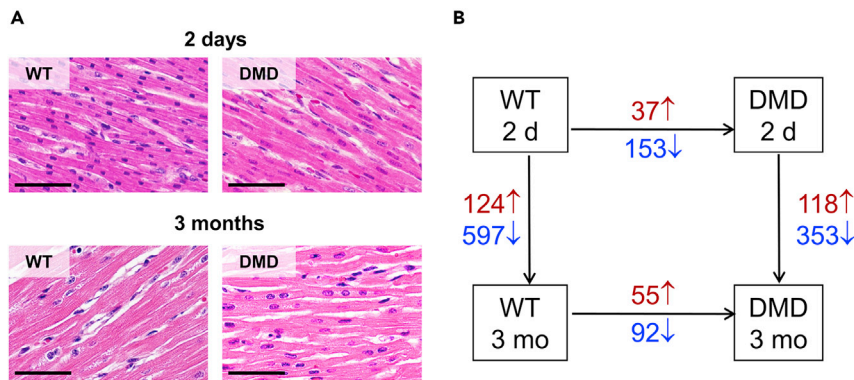 A
2 days
WT
DMD
3 months
WT
DMD
B
WT
2 d
37↑
153↓
DMD
2 d
124↑
597↓
118↑
353↓
WT
3 mo
55↑
92↓
DMD
3 mo